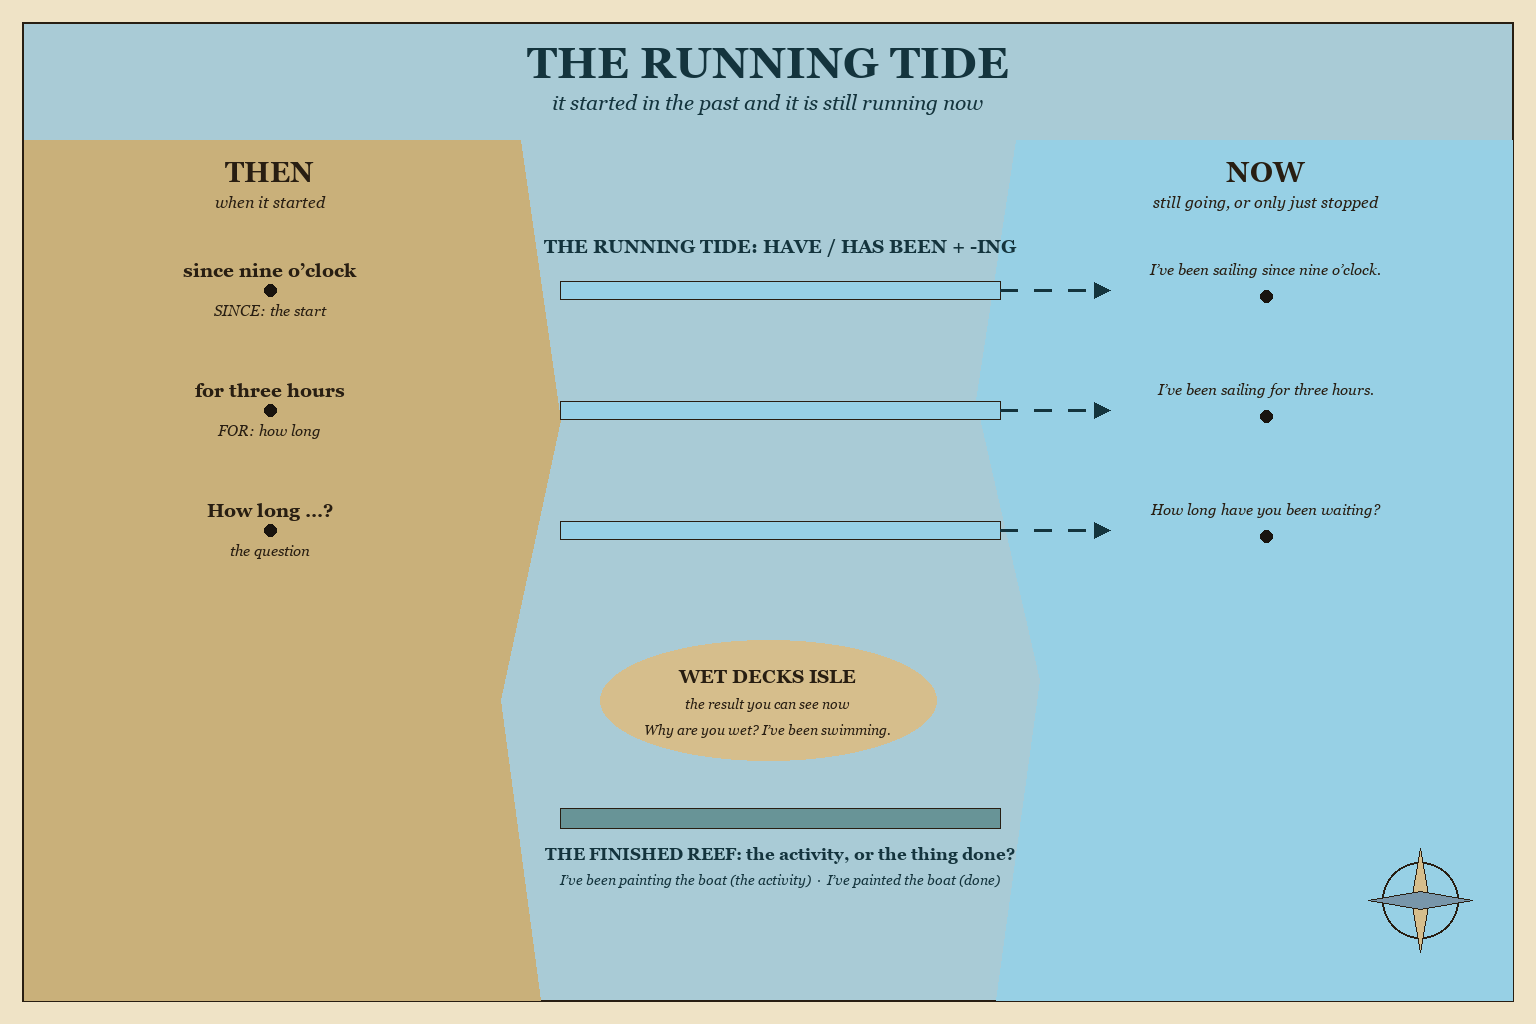 THE RUNNING TIDE
it started in the past and it is still running now
THEN
when it started
NOW
still going, or only just stopped
THE RUNNING TIDE: HAVE / HAS BEEN + -ING
since nine o’clock
SINCE: the start
I’ve been sailing since nine o’clock.
for three hours
FOR: how long
I’ve been sailing for three hours.
How long ...?
the question
How long have you been waiting?
WET DECKS ISLE
the result you can see now
Why are you wet? I’ve been swimming.
THE FINISHED REEF: the activity, or the thing done?
I’ve been painting the boat (the activity) · I’ve painted the boat (done)